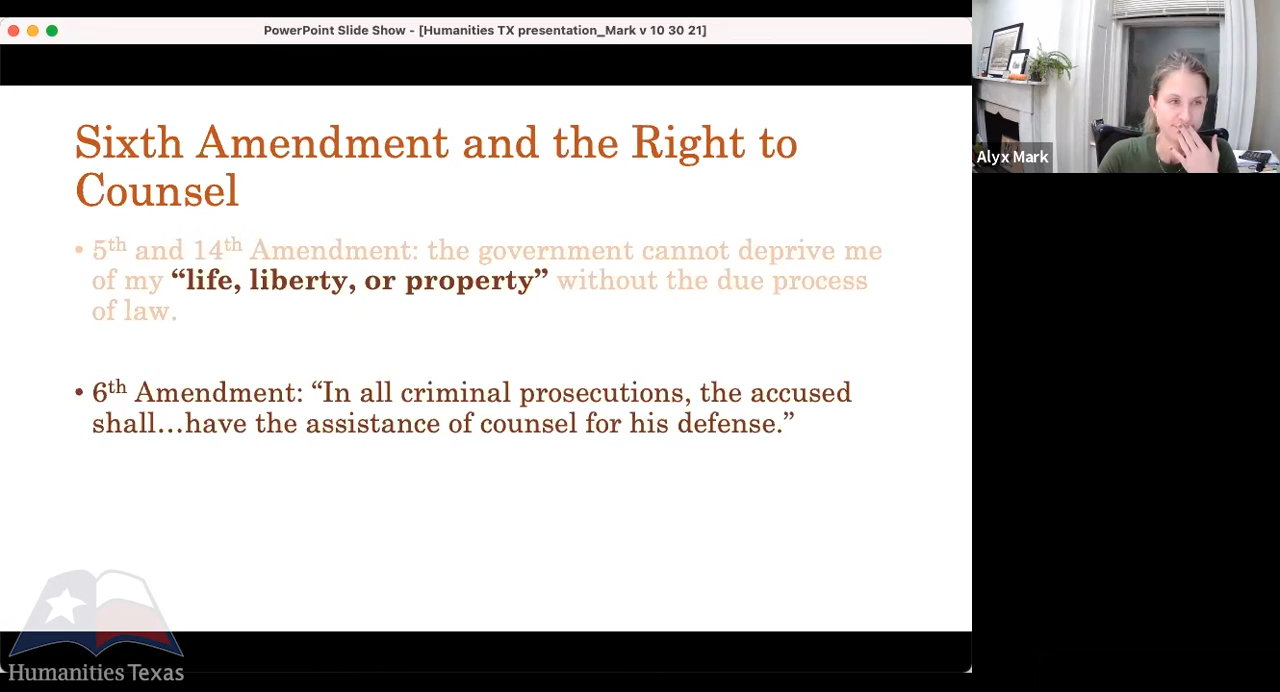 PowerPoint Slide Show - [Humanities TX presentation_Mark v 10 30 21]
Sixth Amendment and the Right to
Counsel
• 5th and 14th Amendment: the government cannot deprive me
of my “life, liberty, or property” without the due process
of law.
• 6th Amendment: “In all criminal prosecutions, the accused
shall…have the assistance of counsel for his defense.”
Humanities Texas
Alyx Mark